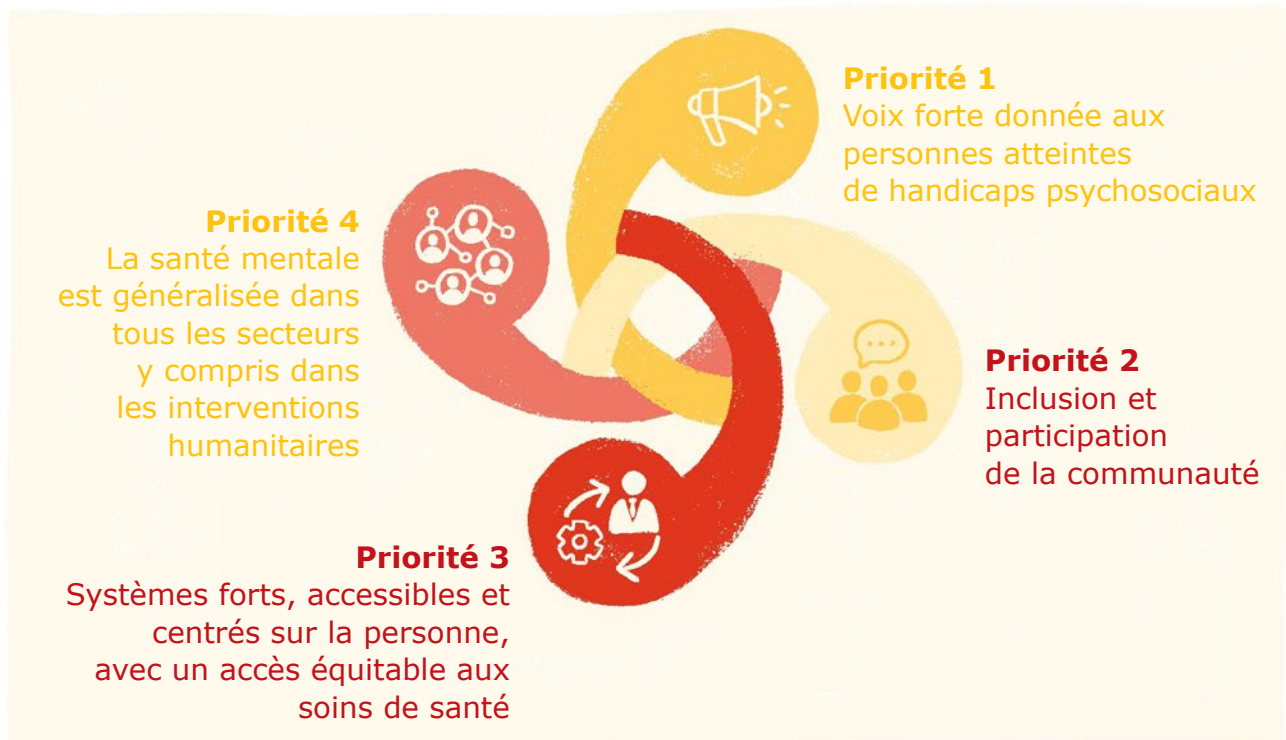 Priorité 1
Voix forte donnée aux
personnes atteintes
de handicaps psychosociaux
Priorité 2
Inclusion et
participation
de la communauté
Priorité 3
Systèmes forts, accessibles et
centrés sur la personne,
avec un accès équitable aux
soins de santé
Priorité 4
La santé mentale
est généralisée dans
tous les secteurs
y compris dans
les interventions
humanitaires